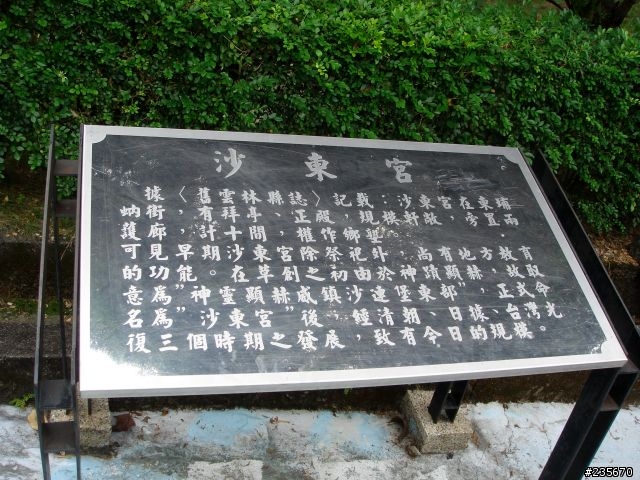 沙東宮
據〈舊雲林縣誌〉記載：沙東宮，在東埔
蚋街，有拜亭、正殿，規模軒敞，旁置兩
護廊，計十間，權作鄉塾。
可見早期沙東宮除祭祀外，尚有地方教育
的功能。在草創之初由於神蹟顯赫，故取
意為"神靈顯赫"威鎮沙連堡東部，正式命
名為沙東宮。後經清朝、日據、台灣光
復三個時期之發展，致有今日的規模。
#235670